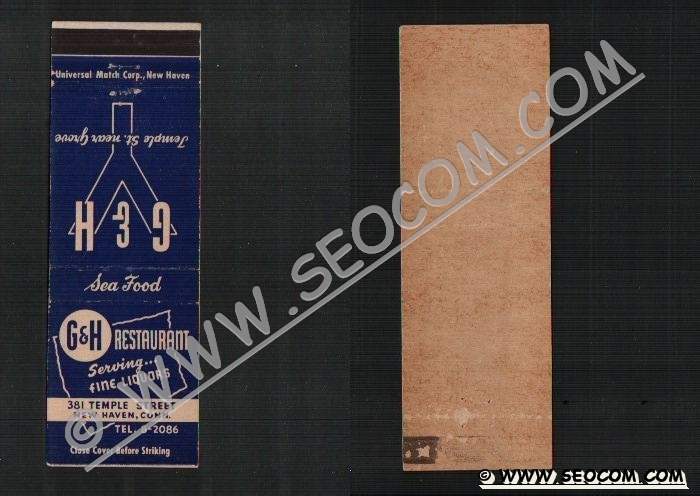 Universal Match Corp., New Haven
Temple St. near Grove
G & H
Sea Food
G&H RESTAURANT
Serving...
FINE LIQUORS
381 TEMPLE STREET
NEW HAVEN, CONN.
TEL. 8-2086
Close Cover Before Striking
© WWW.SEOCOM.COM
© WWW.SEOCOM.COM